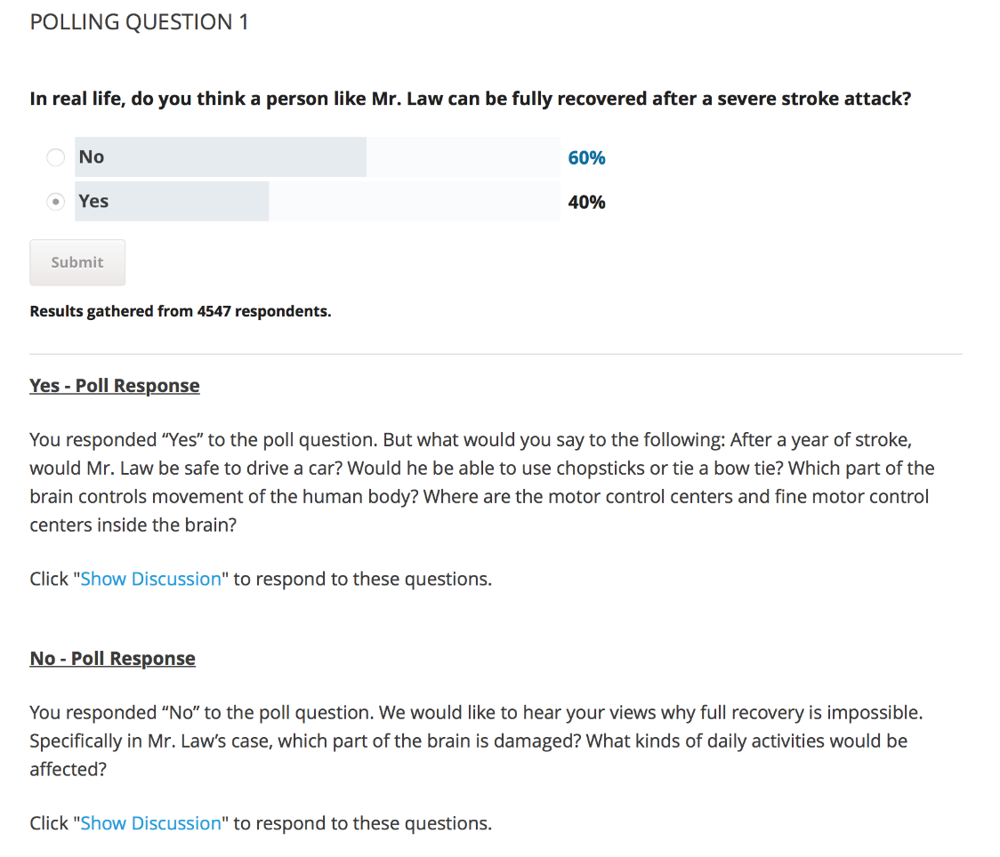 POLLING QUESTION 1
In real life, do you think a person like Mr. Law can be fully recovered after a severe stroke attack?
No 60%
Yes 40%
Submit
Results gathered from 4547 respondents.
Yes - Poll Response
You responded “Yes” to the poll question. But what would you say to the following: After a year of stroke,
would Mr. Law be safe to drive a car? Would he be able to use chopsticks or tie a bow tie? Which part of the
brain controls movement of the human body? Where are the motor control centers and fine motor control
centers inside the brain?
Click "Show Discussion" to respond to these questions.
No - Poll Response
You responded “No” to the poll question. We would like to hear your views why full recovery is impossible.
Specifically in Mr. Law’s case, which part of the brain is damaged? What kinds of daily activities would be
affected?
Click "Show Discussion" to respond to these questions.